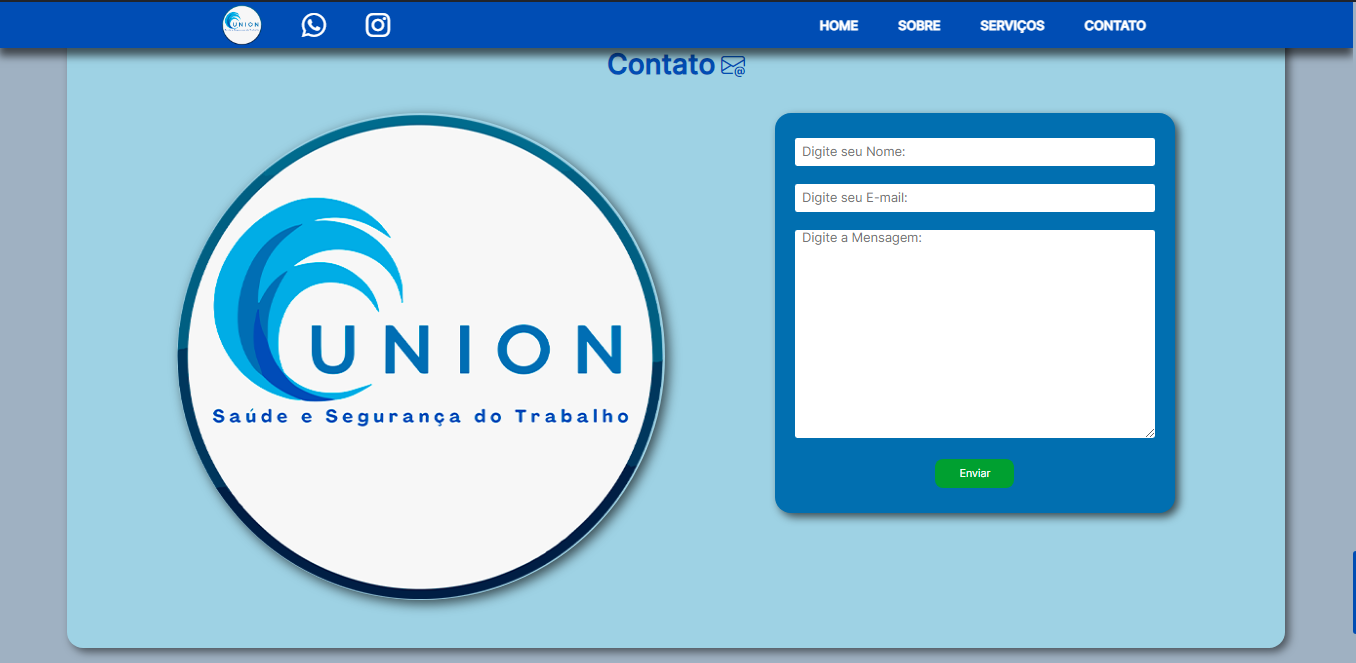 UNION
HOME
SOBRE
SERVIÇOS
CONTATO
Contato
UNION
Saúde e Segurança do Trabalho
Digite seu Nome:
Digite seu E-mail:
Digite a Mensagem:
Enviar